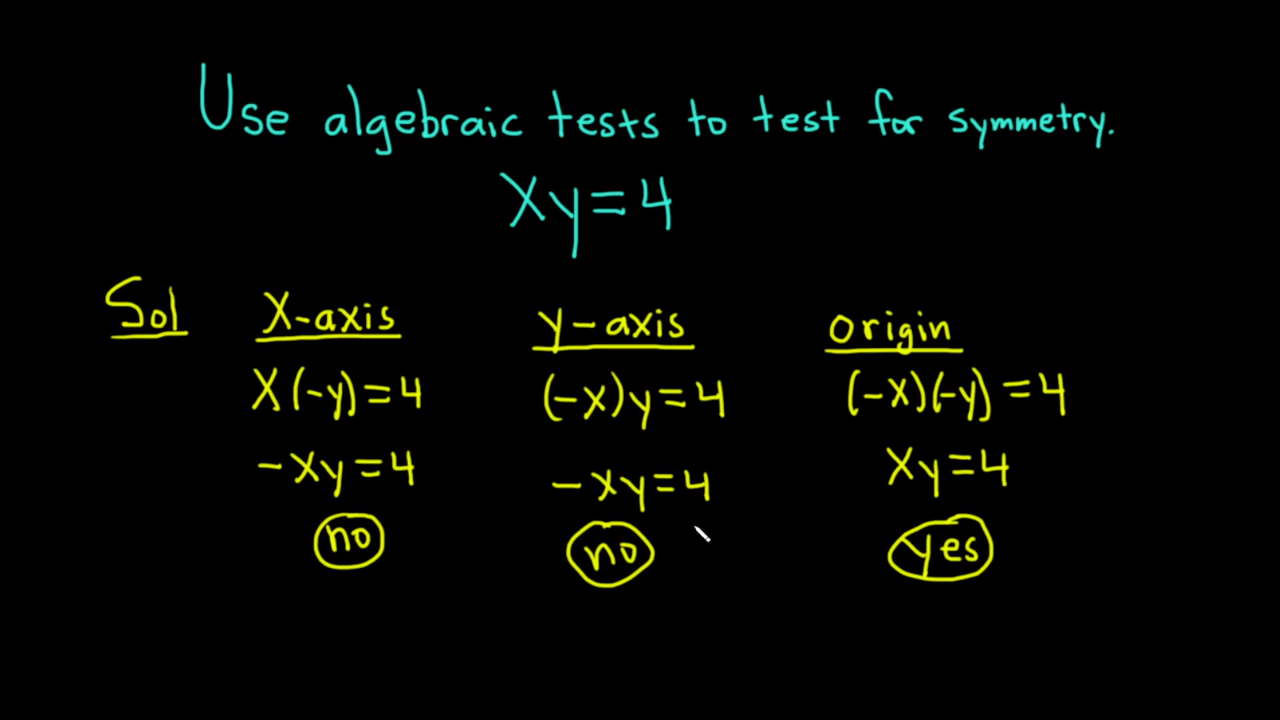 Use algebraic tests to test for symmetry.
Xy=4
Sol
X-axis
X(-y)=4
-Xy=4
no
y-axis
(-x)y=4
-xy=4
no
origin
(-x)(-y)=4
Xy=4
yes